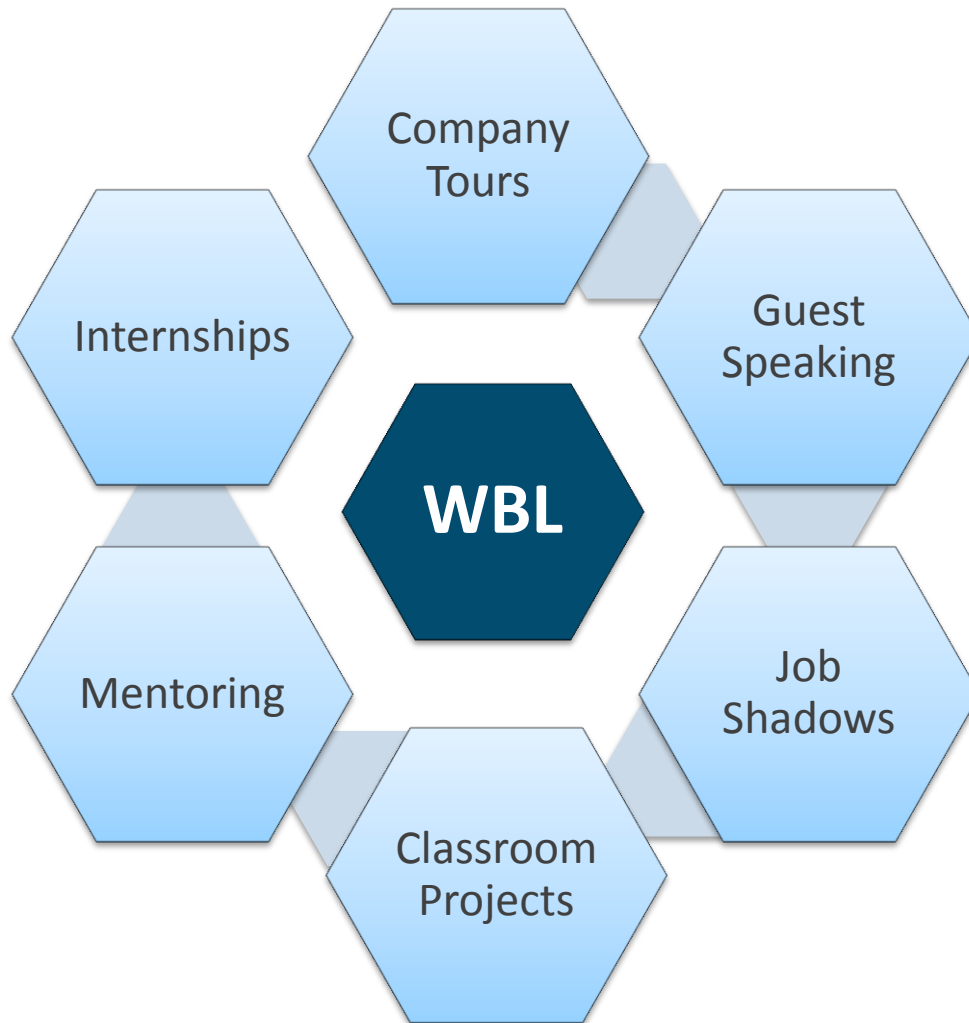 Company
Tours
Guest
Speaking
Internships
WBL
Job
Shadows
Mentoring
Classroom
Projects